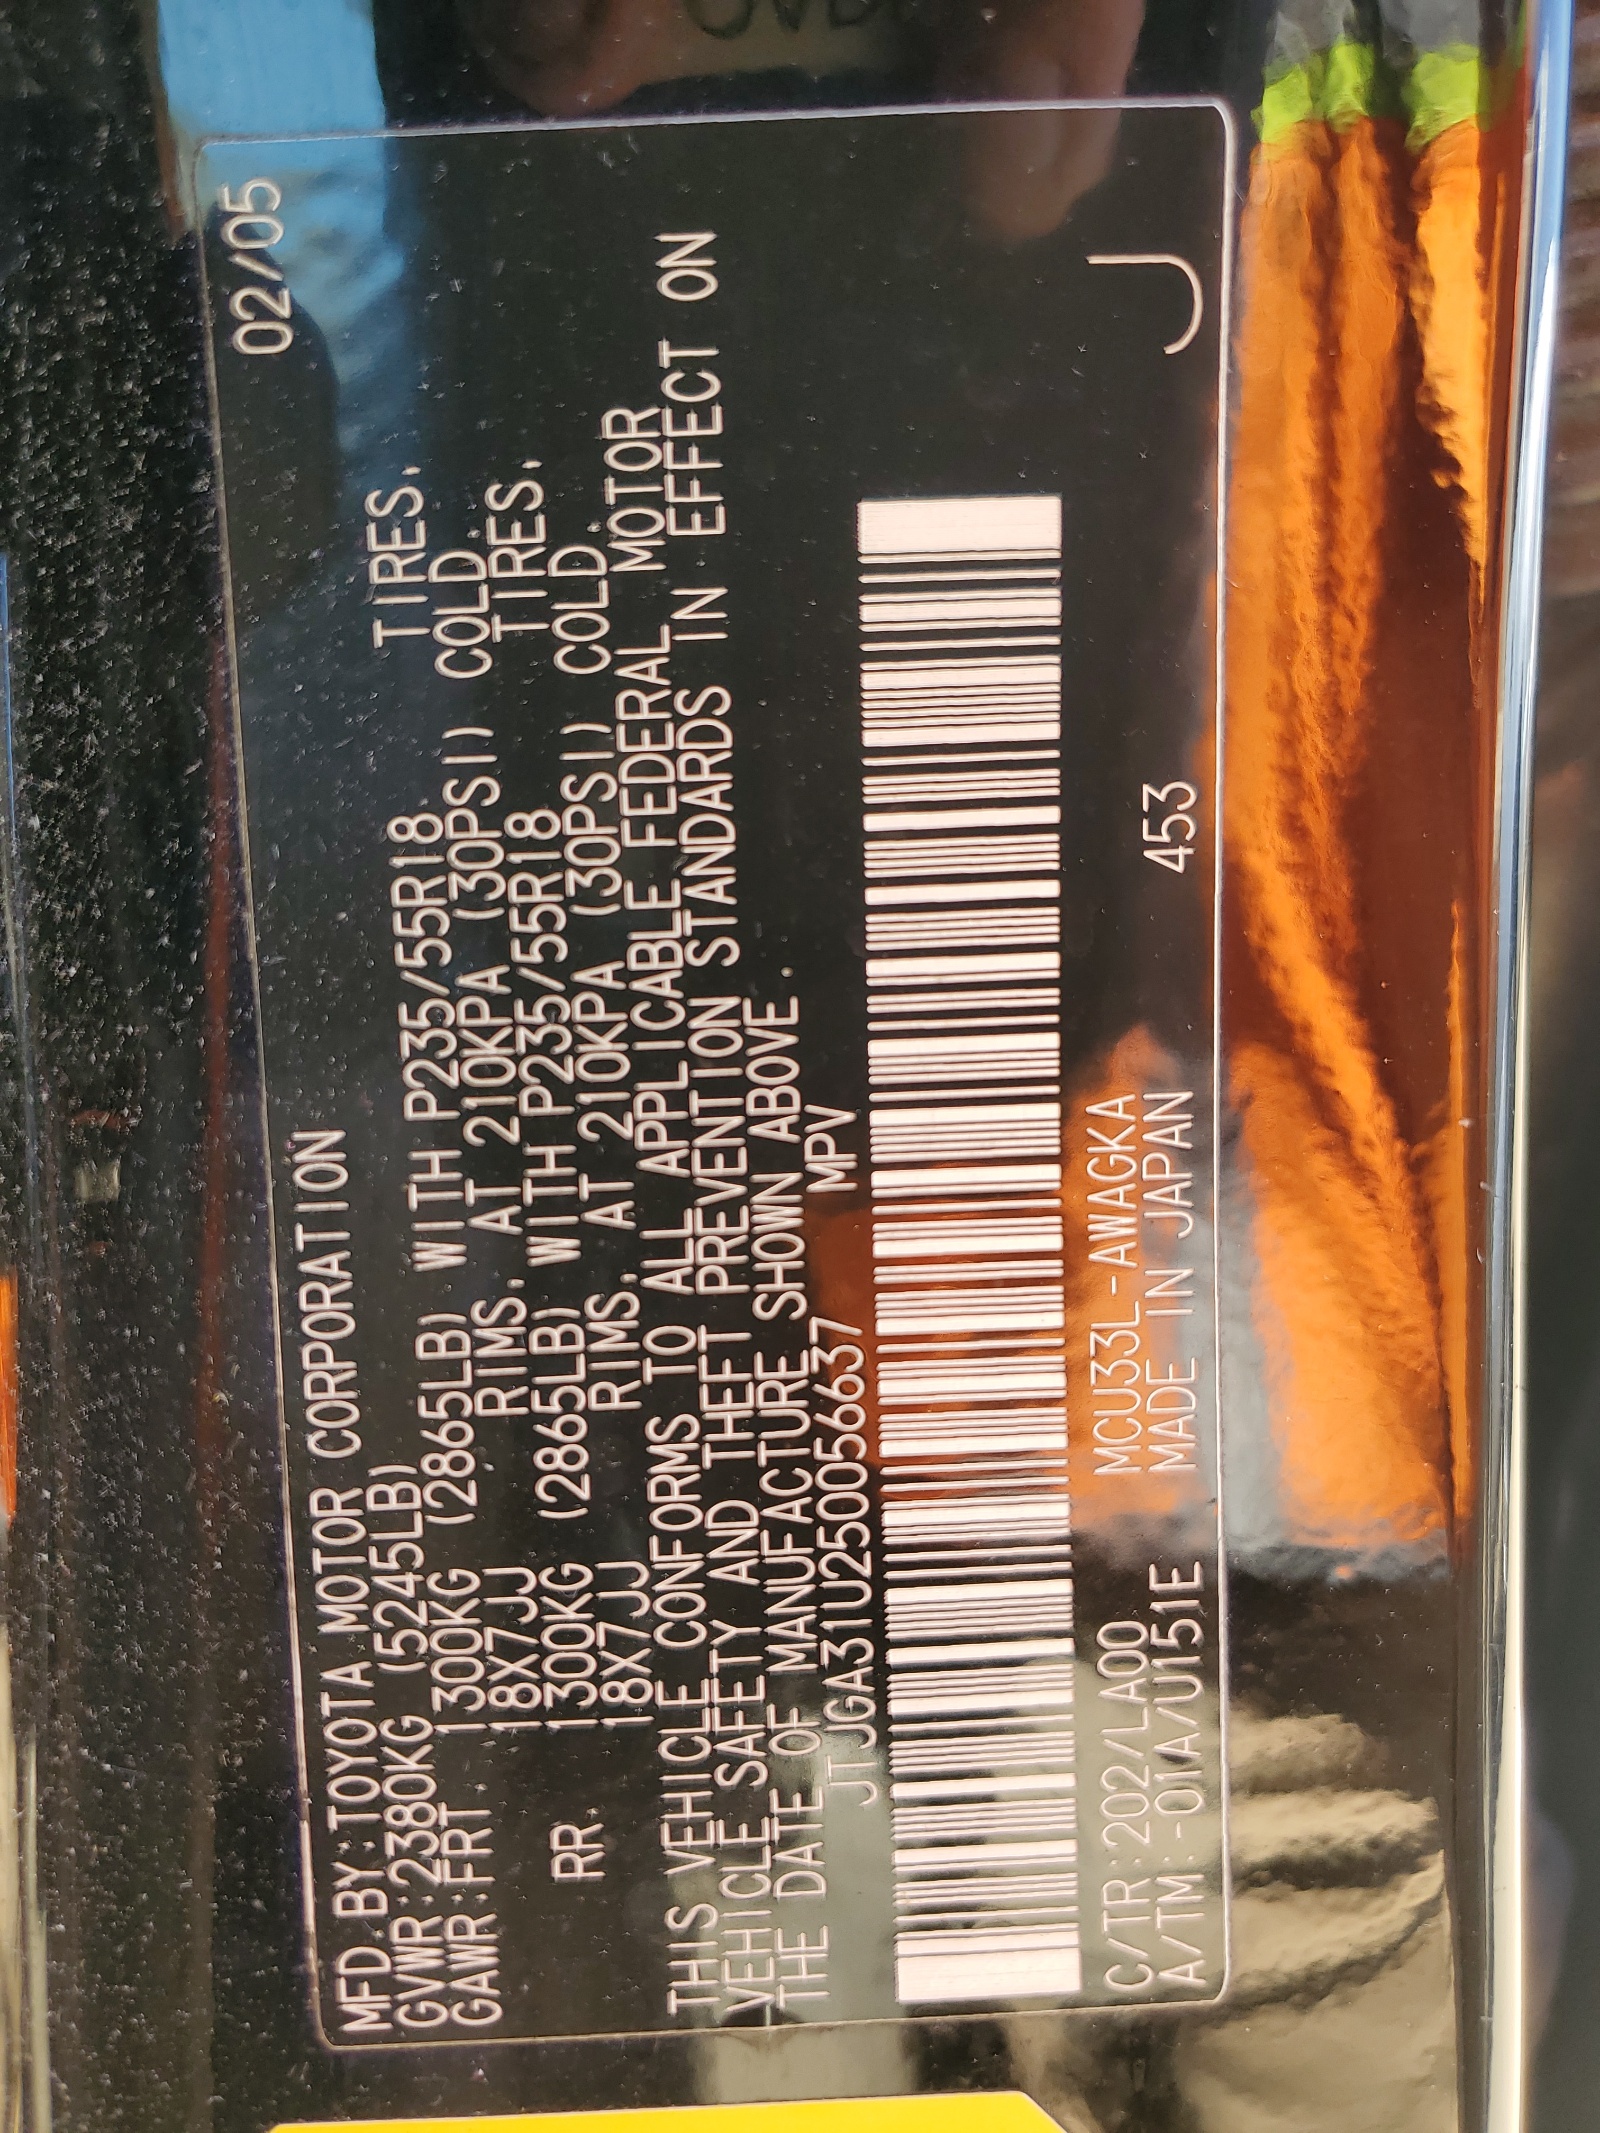 02/05
MFD.BY:TOYOTA MOTOR CORPORATION
GVWR:2380KG (5245LB)
GAWR:FRT 1300KG (2865LB) WITH P235/55R18 TIRES.
18X7JJ RIMS, AT 210KPA (30PSI) COLD.
RR. 1300KG (2865LB) WITH P235/55R18 TIRES.
18X7JJ RIMS, AT 210KPA (30PSI) COLD.
THIS VEHICLE CONFORMS TO ALL APPLICABLE FEDERAL MOTOR
VEHICLE SAFETY AND THEFT PREVENTION STANDARDS IN EFFECT ON
THE DATE OF MANUFACTURE SHOWN ABOVE.
JTJGA31U250056637 MPV
C/TR:202/LA00 MCU33L-AWAGKA
A/TM:-01A/U151E MADE IN JAPAN 453 J